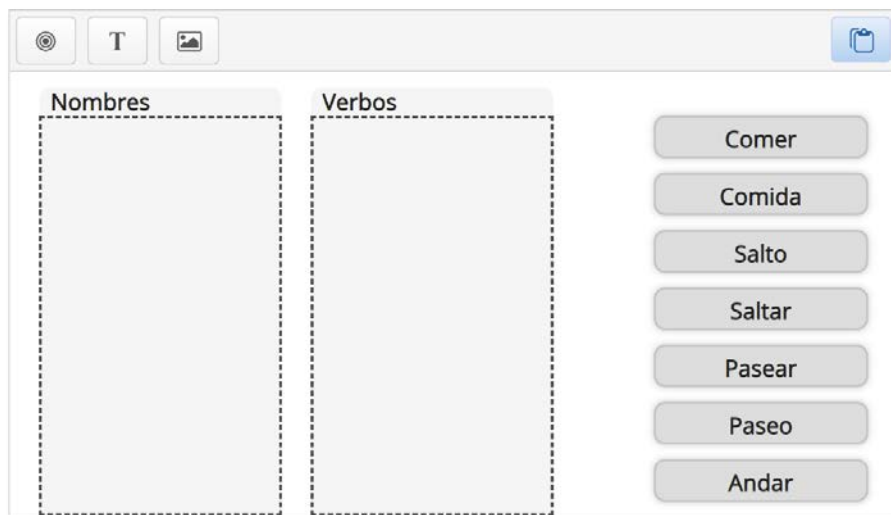 T
Nombres
Verbos
Comer
Comida
Salto
Saltar
Pasear
Paseo
Andar